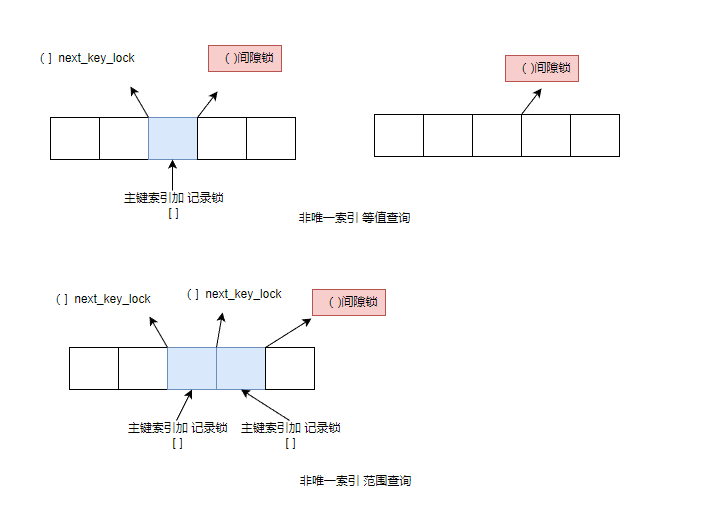 ( ] next_key_lock
( )间隙锁
( )间隙锁
主键索引加 记录锁
[ ]
非唯一索引 等值查询
( ] next_key_lock
( ] next_key_lock
( )间隙锁
主键索引加 记录锁
[ ]
主键索引加 记录锁
[ ]
非唯一索引 范围查询